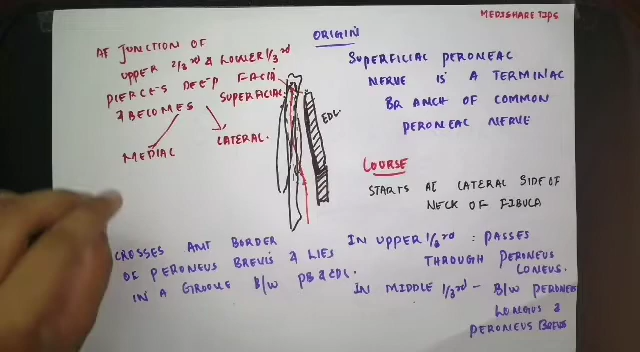 MEDISHARE TIPS
ORIGIN
SUPERFICIAL PERONEAL
NERVE IS A TERMINAL
BRANCH OF COMMON
PERONEAL NERVE
COURSE
STARTS AT LATERAL SIDE OF
NECK OF FIBULA
IN UPPER 1/3rd : PASSES
THROUGH PERONEUS
LONGUS.
IN MIDDLE 1/3rd - B/W PERONEUS
LONGUS &
PERONEUS BREVIS
CROSSES ANT BORDER
OF PERONEUS BREVIS & LIES
IN A GROOVE B/W PB & EDL.
AT JUNCTION OF
UPPER 2/3rd & LOWER 1/3rd
PIERCES DEEP FACIA
& BECOMES SUPERFICIAL
MEDIAL
LATERAL.
EDL